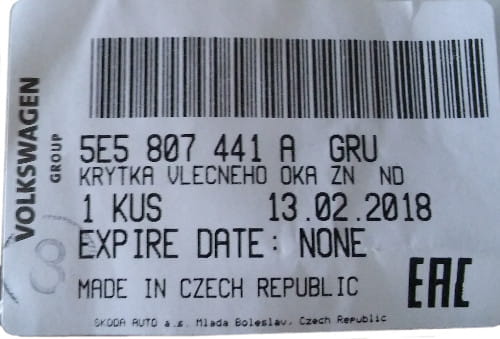 VOLKSWAGEN
GROUP
5E5 807 441 A GRU
KRYTKA VLECNEHO OKA ZN ND
1 KUS 13.02.2018
EXPIRE DATE: NONE
MADE IN CZECH REPUBLIC
EAC
SKODA AUTO a.s. Mlada Boleslav, Czech Republic